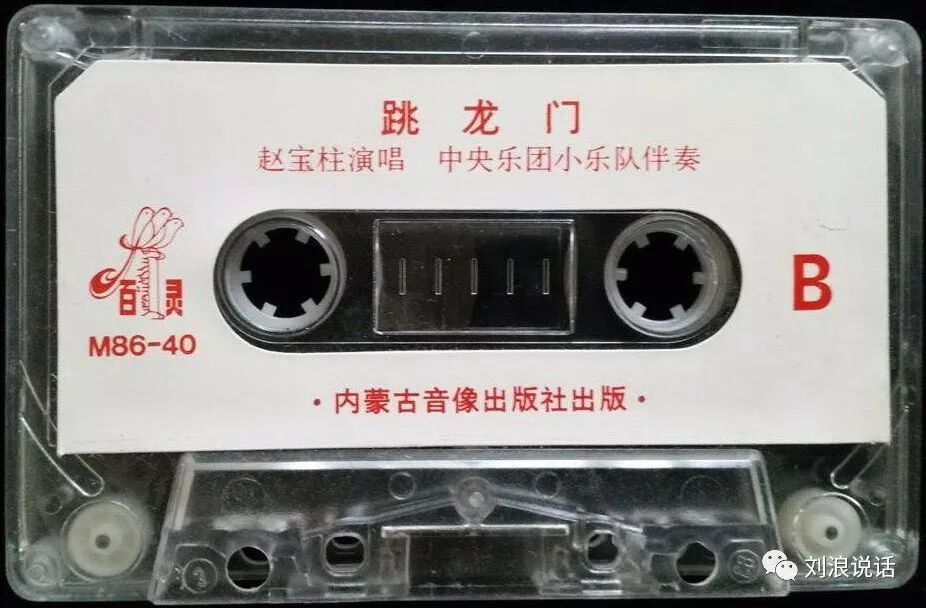 跳龙门
赵宝柱演唱 中央乐团小乐队伴奏
百灵
M86-40
B
·内蒙古音像出版社出版·
刘浪说话